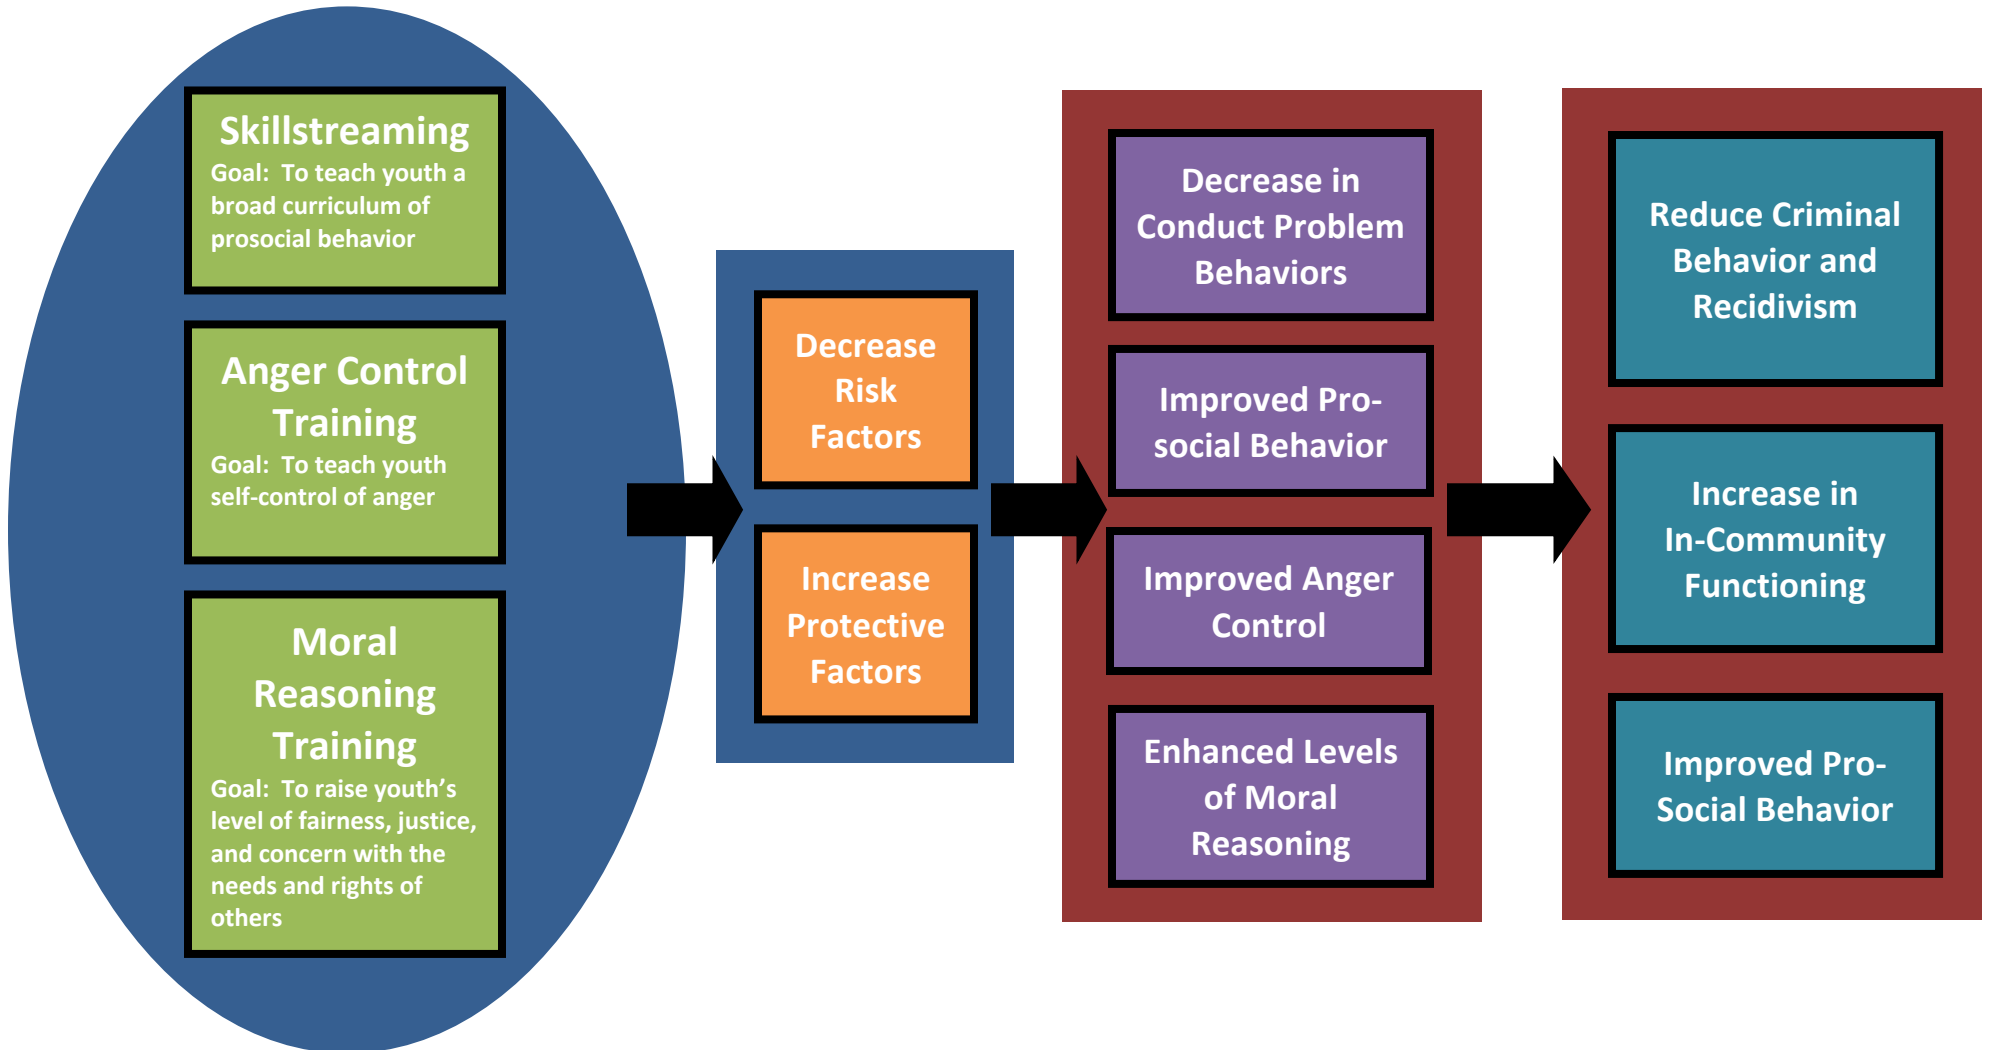 Skillstreaming
Goal:  To teach youth a
broad curriculum of
prosocial behavior
Anger Control
Training
Goal:  To teach youth
self-control of anger
Moral
Reasoning
Training
Goal:  To raise youth’s
level of fairness, justice,
and concern with the
needs and rights of
others
Decrease
Risk
Factors
Increase
Protective
Factors
Decrease in
Conduct Problem
Behaviors
Improved Pro-
social Behavior
Improved Anger
Control
Enhanced Levels
of Moral
Reasoning
Reduce Criminal
Behavior and
Recidivism
Increase in
In-Community
Functioning
Improved Pro-
Social Behavior